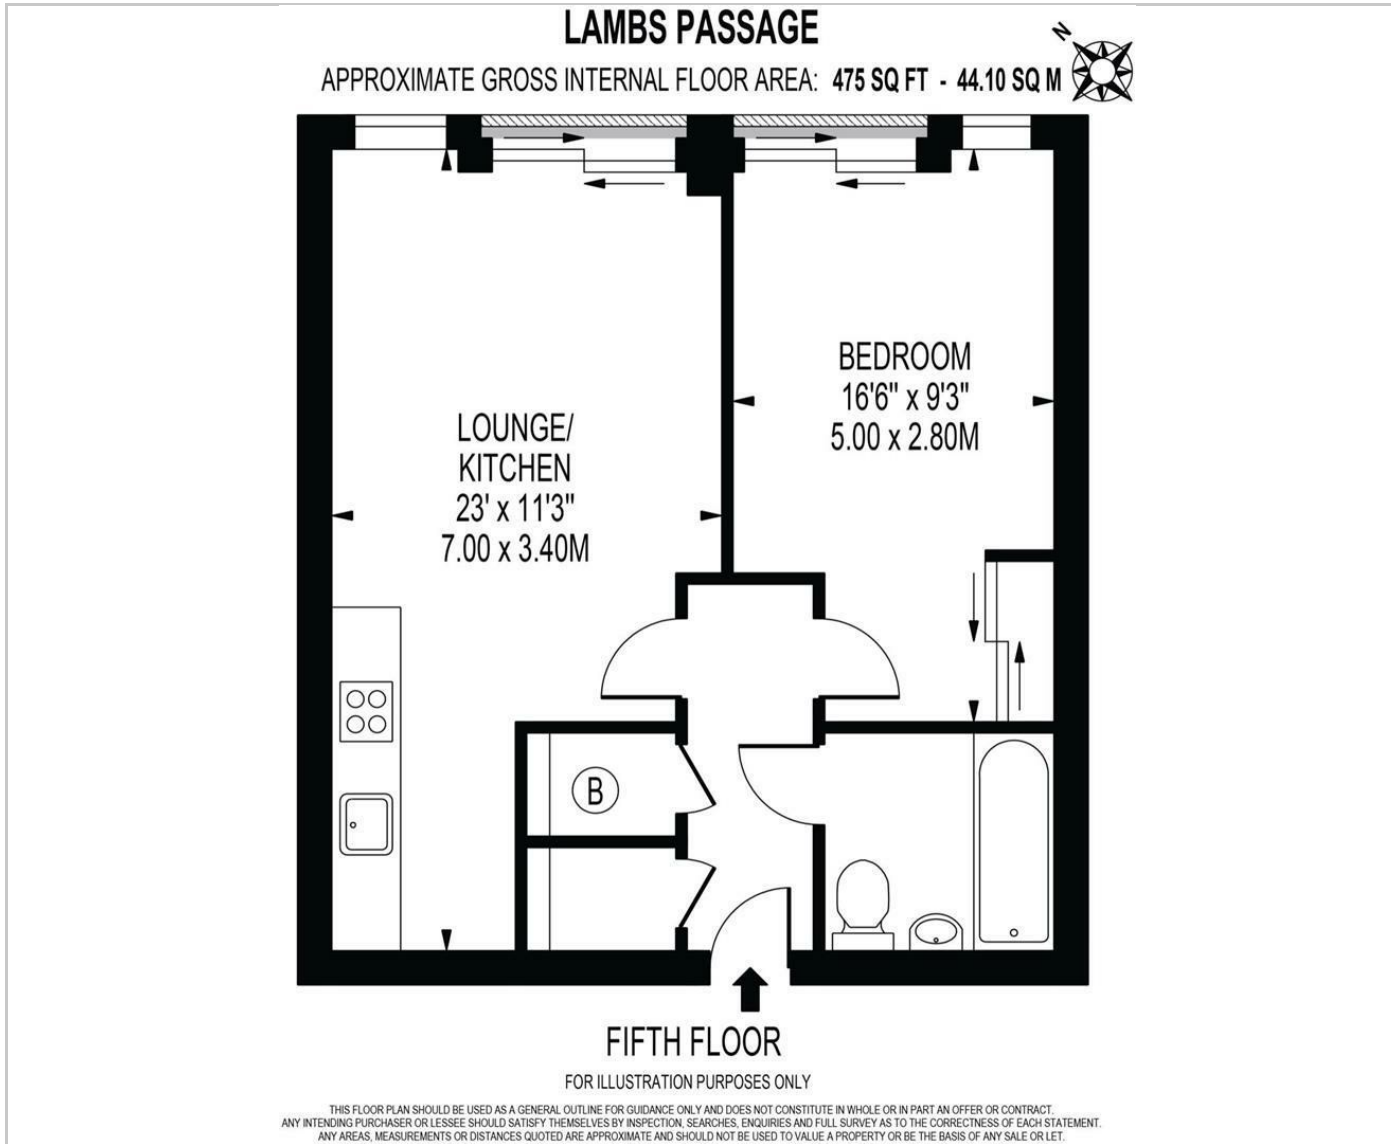 LAMBS PASSAGE
N
APPROXIMATE GROSS INTERNAL FLOOR AREA: 475 SQ FT - 44.10 SQ M
BEDROOM
16'6" x 9'3"
5.00 x 2.80M
LOUNGE/
KITCHEN
23' x 11'3"
7.00 x 3.40M
B
FIFTH FLOOR
FOR ILLUSTRATION PURPOSES ONLY
THIS FLOOR PLAN SHOULD BE USED AS A GENERAL OUTLINE FOR GUIDANCE ONLY AND DOES NOT CONSTITUTE IN WHOLE OR IN PART AN OFFER OR CONTRACT.
ANY INTENDING PURCHASER OR LESSEE SHOULD SATISFY THEMSELVES BY INSPECTION, SEARCHES, ENQUIRIES AND FULL SURVEY AS TO THE CORRECTNESS OF EACH STATEMENT.
ANY AREAS, MEASUREMENTS OR DISTANCES QUOTED ARE APPROXIMATE AND SHOULD NOT BE USED TO VALUE A PROPERTY OR BE THE BASIS OF ANY SALE OR LET.